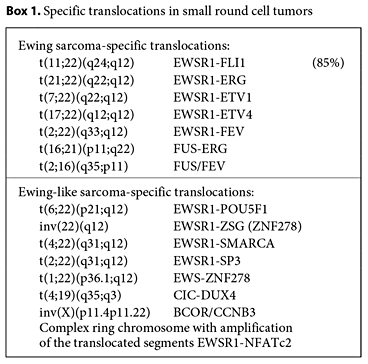 Box 1. Specific translocations in small round cell tumors
Ewing sarcoma-specific translocations:
t(11;22)(q24;q12) EWSR1-FLI1 (85%)
t(21;22)(q22;q12) EWSR1-ERG
t(7;22)(q22;q12) EWSR1-ETV1
t(17;22)(q12;q12) EWSR1-ETV4
t(2;22)(q33;q12) EWSR1-FEV
t(16;21)(p11;q22) FUS-ERG
t(2;16)(q35;p11) FUS/FEV
Ewing-like sarcoma-specific translocations:
t(6;22)(p21;q12) EWSR1-POU5F1
inv(22)(q12) EWSR1-ZSG (ZNF278)
t(4;22)(q31;q12) EWSR1-SMARCA
t(2;22)(q31;q12) EWSR1-SP3
t(1;22)(p36.1;q12) EWS-ZNF278
t(4;19)(q35;q3) CIC-DUX4
inv(X)(p11.4p11.22) BCOR/CCNB3
Complex ring chromosome with amplification
of the translocated segments EWSR1-NFATc2